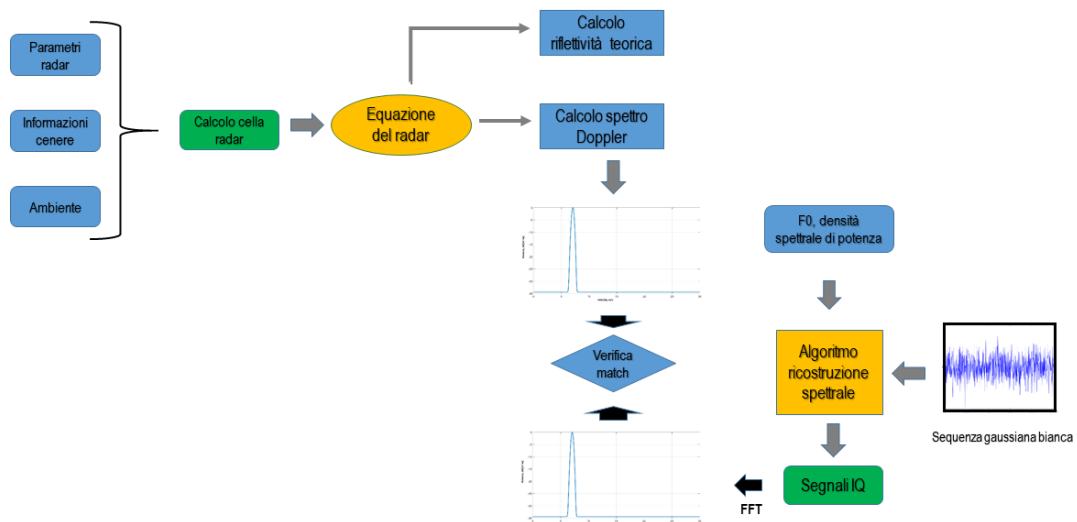 Parametri
radar
Informazioni
cenere
Ambiente
Calcolo cella
radar
Equazione
del radar
Calcolo
riflettività teorica
Calcolo spettro
Doppler
Verifica
match
F0, densità
spettrale di potenza
Algoritmo
ricostruzione
spettrale
Sequenza gaussiana bianca
Segnali IQ
FFT